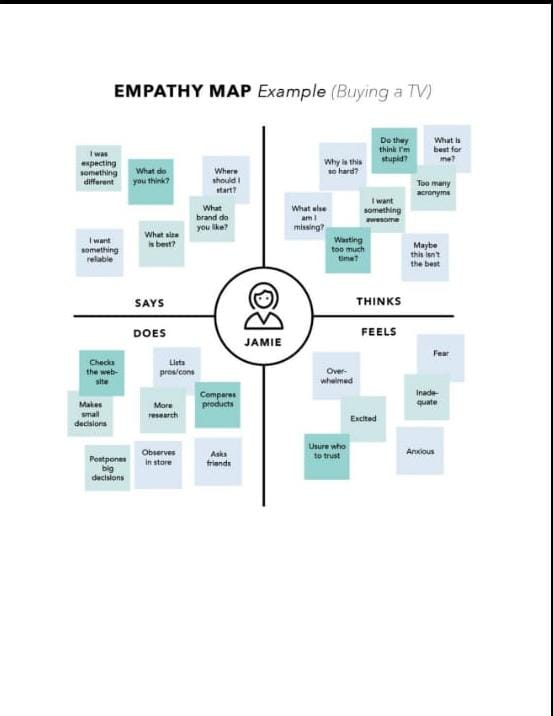 EMPATHY MAP Example (Buying a TV)
I was
expecting
something
different
What do
you think?
Where
should I
start?
What
brand do
you like?
What size
is best?
I want
something
reliable
SAYS
Do they
think I'm
stupid?
What is
best for
me?
Why is this
so hard?
Too many
acronyms
I want
something
awesome
What else
am I
missing?
Wasting
too much
time?
Maybe
this isn't
the best
THINKS
JAMIE
DOES
Checks
the web-
site
Lists
pros/cons
Compares
products
Makes
small
decisions
More
research
Postpones
big
decisions
Observes
in store
Asks
friends
FEELS
Fear
Over-
whelmed
Inade-
quate
Excited
Usure who
to trust
Anxious